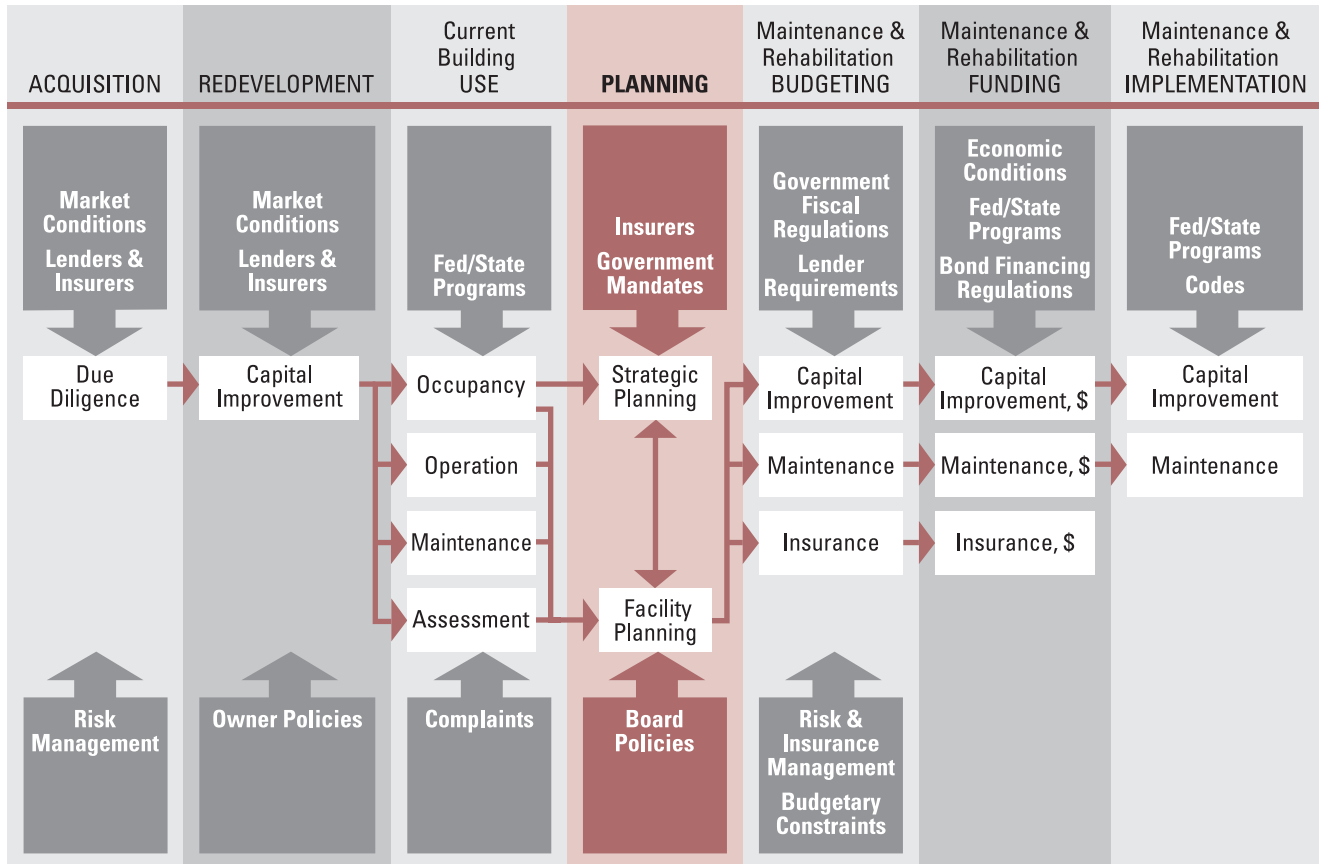 ACQUISITION
REDEVELOPMENT
Current
Building
USE
PLANNING
Maintenance &
Rehabilitation
BUDGETING
Maintenance &
Rehabilitation
FUNDING
Maintenance &
Rehabilitation
IMPLEMENTATION
Market
Conditions
Lenders &
Insurers
Market
Conditions
Lenders &
Insurers
Fed/State
Programs
Insurers
Government
Mandates
Government
Fiscal
Regulations
Lender
Requirements
Economic
Conditions
Fed/State
Programs
Bond Financing
Regulations
Fed/State
Programs
Codes
Due
Diligence
Capital
Improvement
Occupancy
Strategic
Planning
Capital
Improvement
Capital
Improvement, $
Capital
Improvement
Operation
Maintenance
Maintenance, $
Maintenance
Maintenance
Insurance
Insurance, $
Assessment
Facility
Planning
Risk
Management
Owner Policies
Complaints
Board
Policies
Risk &
Insurance
Management
Budgetary
Constraints